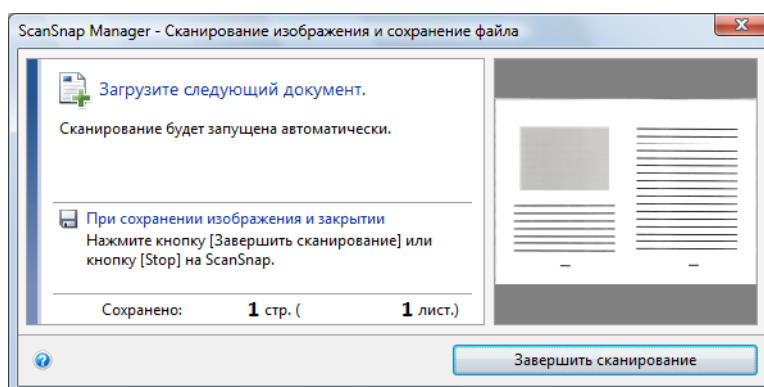 ScanSnap Manager - Сканирование изображения и сохранение файла
Загрузите следующий документ.
Сканирование будет запущена автоматически.
При сохранении изображения и закрытии
Нажмите кнопку [Завершить сканирование] или
кнопку [Stop] на ScanSnap.
Сохранено: 1 стр. ( 1 лист.)
Завершить сканирование